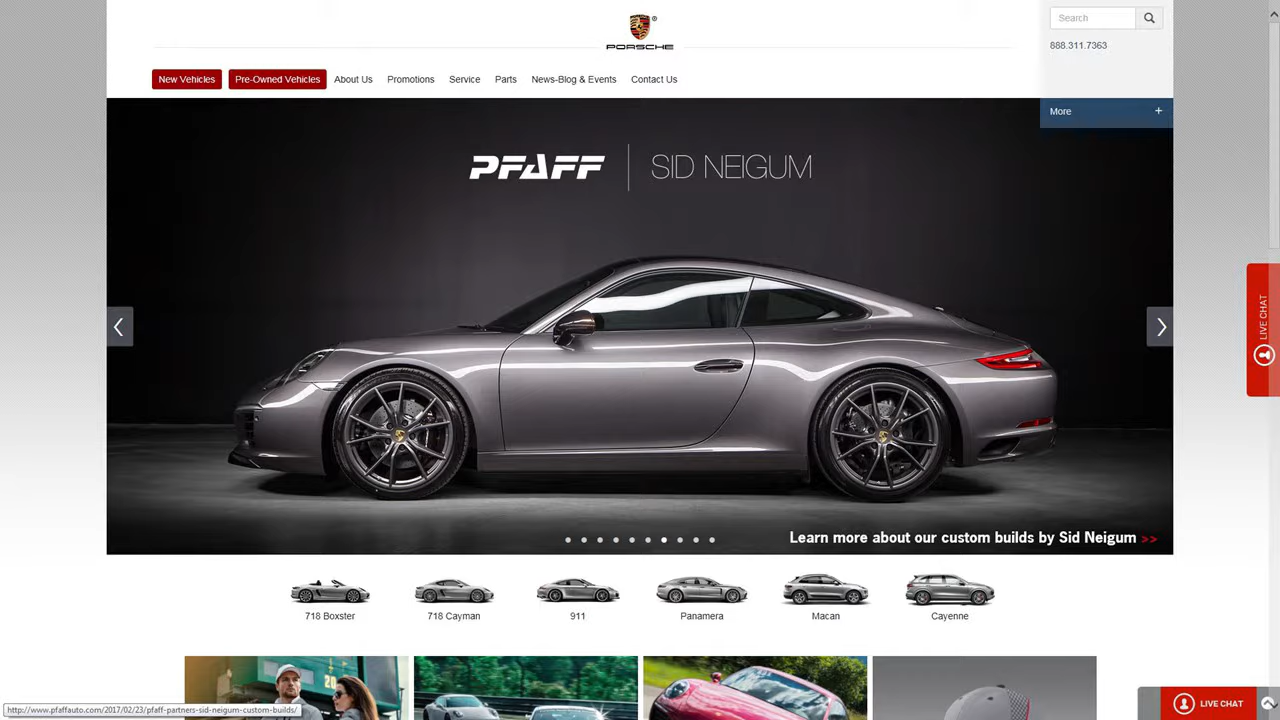 PORSCHE
Search
888.311.7363
New Vehicles Pre-Owned Vehicles About Us Promotions Service Parts News-Blog & Events Contact Us
More +
PFAFF | SID NEIGUM
LIVE CHAT
Learn more about our custom builds by Sid Neigum >>
718 Boxster 718 Cayman 911 Panamera Macan Cayenne
http://www.pfaffauto.com/2017/02/23/pfaff-partners-sid-neigum-custom-builds/
LIVE CHAT